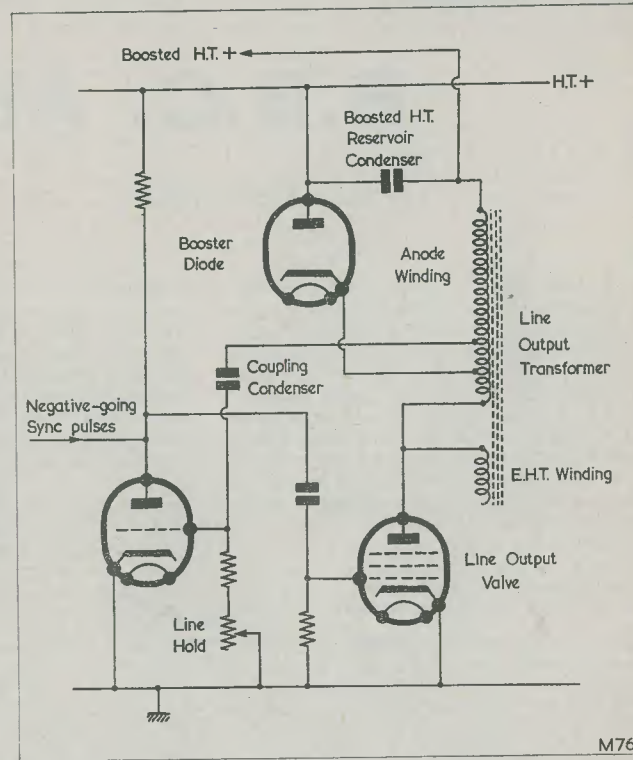 Boosted H.T.+
H.T.+
Boosted H.T.
Reservoir
Condenser
Booster
Diode
Anode
Winding
Line
Output
Transformer
Coupling
Condenser
Negative-going
Sync pulses
E.H.T. Winding
Line Output
Valve
Line
Hold
M76